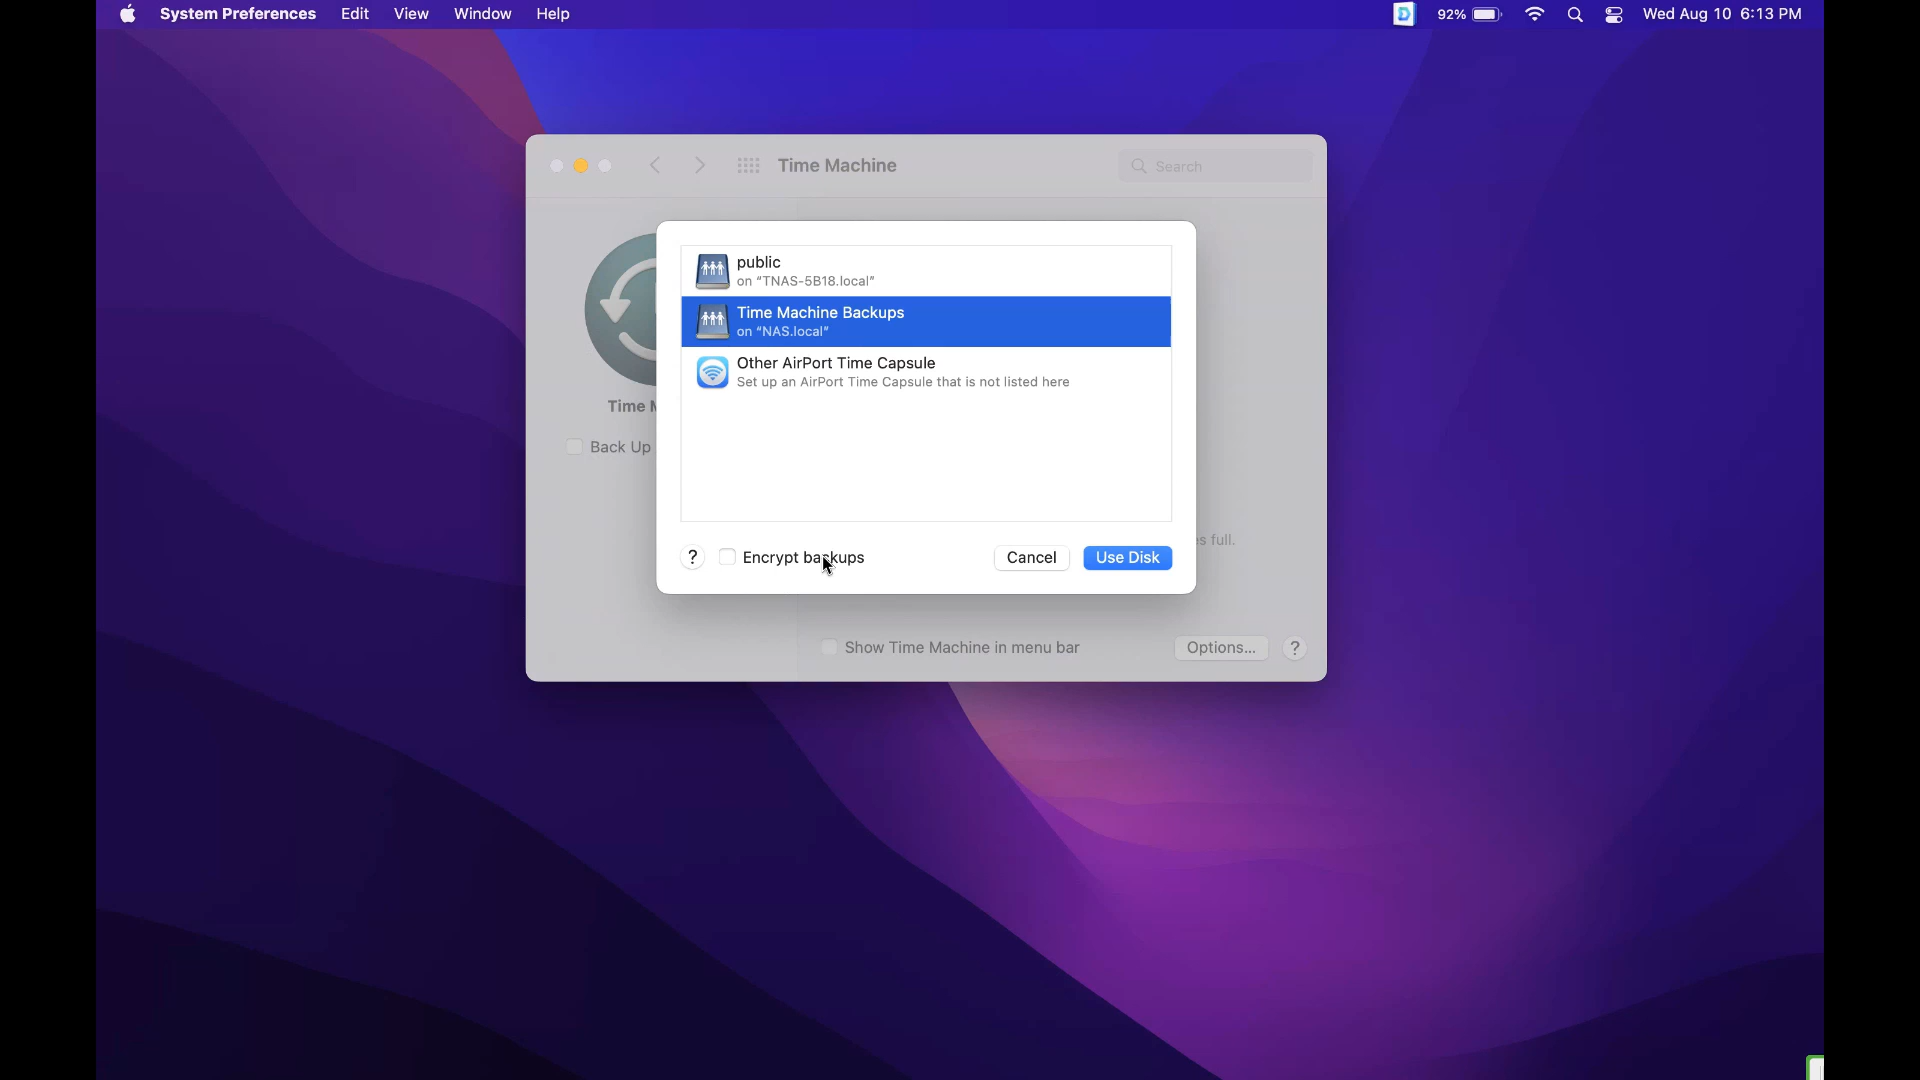 System Preferences Edit View Window Help 92% Wed Aug 10 6:13 PM
Time Machine Search
public
on “TNAS-5B18.local”
Time Machine Backups
on “NAS.local”
Other AirPort Time Capsule
Set up an AirPort Time Capsule that is not listed here
Time
Back Up
full.
? Encrypt backups Cancel Use Disk
Show Time Machine in menu bar Options... ?